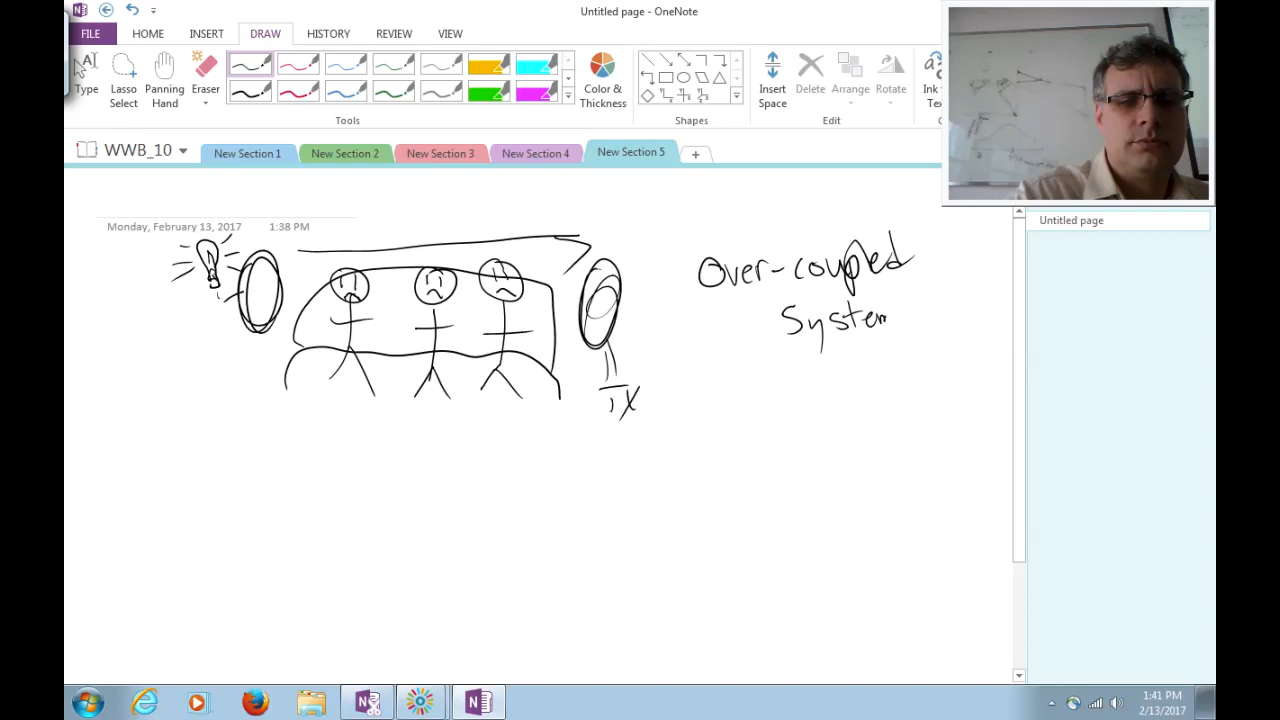 Untitled page - OneNote
FILE HOME INSERT DRAW HISTORY REVIEW VIEW
Type
Lasso Select
Panning Hand
Eraser
Color & Thickness
Insert Space
Delete
Arrange
Rotate
Ink to Tex
Tools
Shapes
Edit
WWB_10
New Section 1
New Section 2
New Section 3
New Section 4
New Section 5
Untitled page
Monday, February 13, 2017 1:38 PM
Over-coupled
System
1:41 PM
2/13/2017